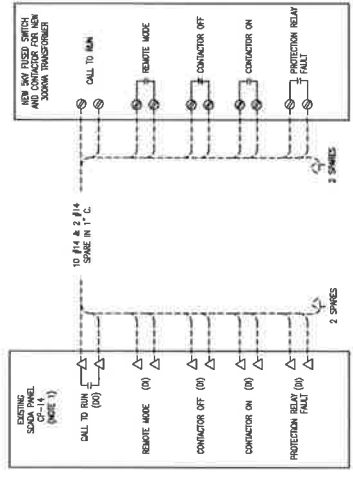 NEW 5KV FUSED SWITCH
AND CONTACTOR FOR NEW
300KVA TRANSFORMER
CALL TO RUN
REMOTE MODE
CONTACTOR OFF
CONTACTOR ON
PROTECTION RELAY
FAULT
10 #14 & 2 #14
SPARE IN 1" C.
2 SPARES
2 SPARES
EXISTING
SCADA PANEL
CP-14
(NOTE 1)
CALL TO RUN
(DO)
REMOTE MODE (DI)
CONTACTOR OFF (DI)
CONTACTOR ON (DI)
PROTECTION RELAY (DI)
FAULT